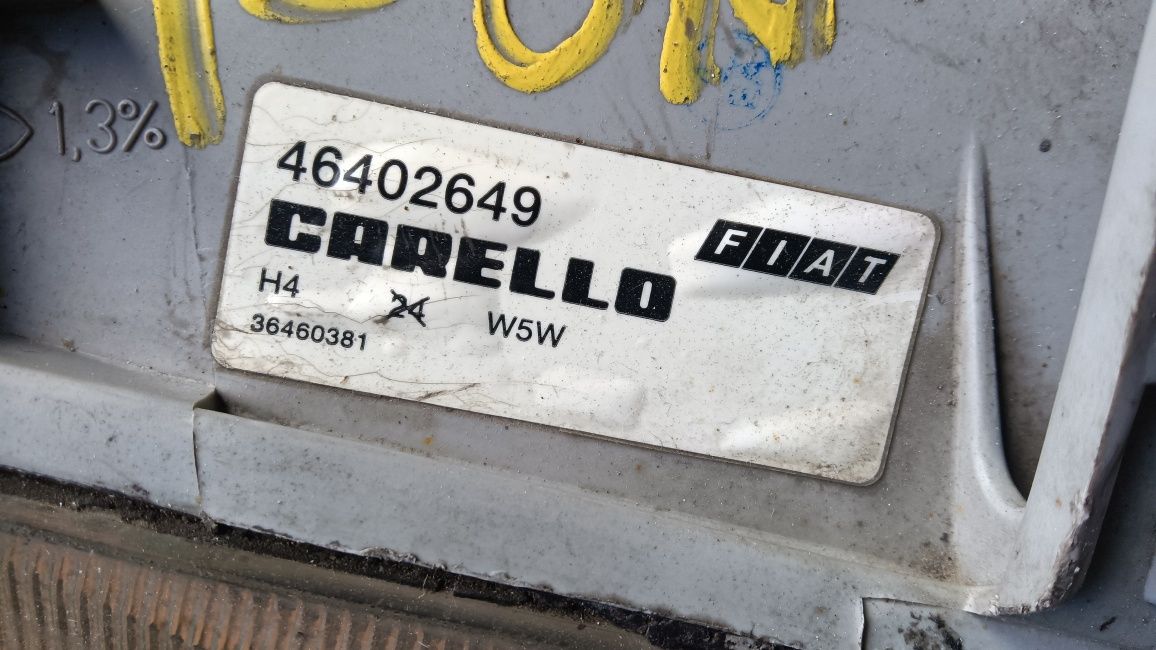 1,3%
46402649
CARELLO
FIAT
H4 24 W5W
36460381